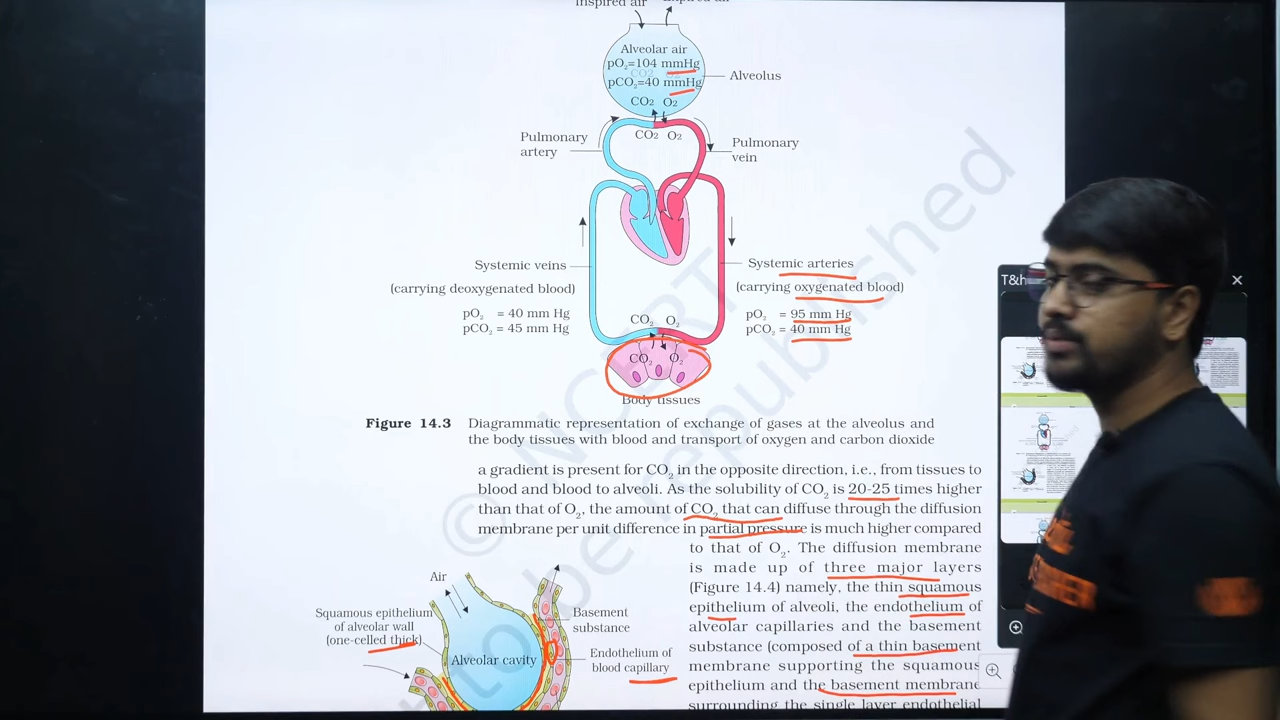 Inspired air
Alveolar air
pO₂=104 mmHg
pCO₂=40 mmHg
CO2 O2
Alveolus
CO2 O2
Pulmonary
artery
Pulmonary
vein
Systemic veins
(carrying deoxygenated blood)
pO₂ = 40 mm Hg
pCO₂ = 45 mm Hg
Systemic arteries
(carrying oxygenated blood)
pO₂ = 95 mm Hg
pCO₂ = 40 mm Hg
CO2 O2
CO2 O2
Body tissues
Figure 14.3 Diagrammatic representation of exchange of gases at the alveolus and
the body tissues with blood and transport of oxygen and carbon dioxide
a gradient is present for CO₂ in the opposite direction, i.e., from tissues to
blood and blood to alveoli. As the solubility of CO₂ is 20-25 times higher
than that of O₂, the amount of CO₂ that can diffuse through the diffusion
membrane per unit difference in partial pressure is much higher compared
to that of O₂. The diffusion membrane
is made up of three major layers
(Figure 14.4) namely, the thin squamous
epithelium of alveoli, the endothelium of
alveolar capillaries and the basement
substance (composed of a thin basement
membrane supporting the squamous
epithelium and the basement membrane
surrounding the single layer endothelial
Air
Squamous epithelium
of alveolar wall
(one-celled thick)
Alveolar cavity
Basement
substance
Endothelium of
blood capillary
© NCERT
not to be republished